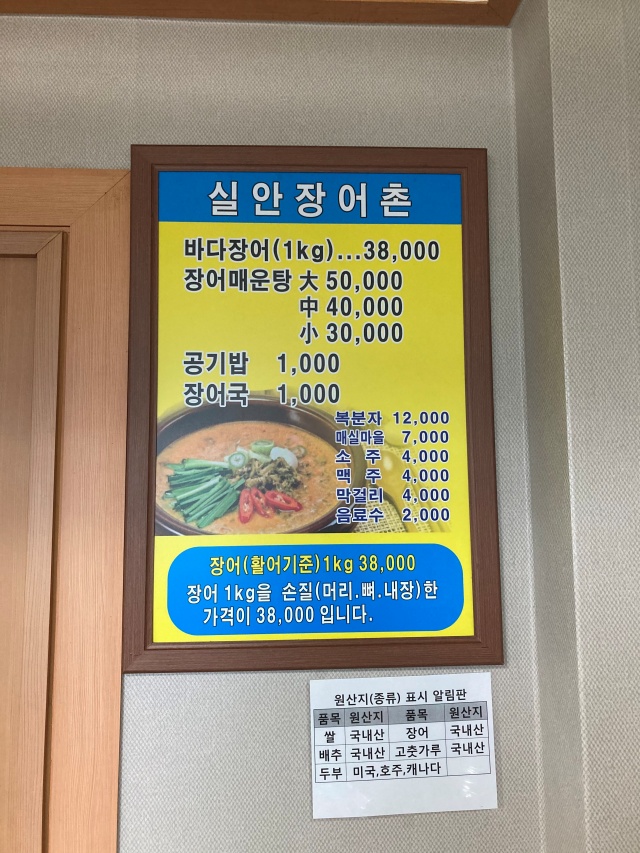 실안장어촌
바다장어(1kg)...38,000
장어매운탕 大 50,000
中 40,000
小 30,000
공기밥 1,000
장어국 1,000
복분자 12,000
매실마을 7,000
소 주 4,000
맥 주 4,000
막걸리 4,000
음료수 2,000
장어(활어기준)1kg 38,000
장어 1kg을 손질(머리.뼈.내장)한
가격이 38,000 입니다.
원산지(종류) 표시 알림판
품목 원산지 품목 원산지
쌀 국내산 장어 국내산
배추 국내산 고춧가루 국내산
두부 미국,호주,캐나다